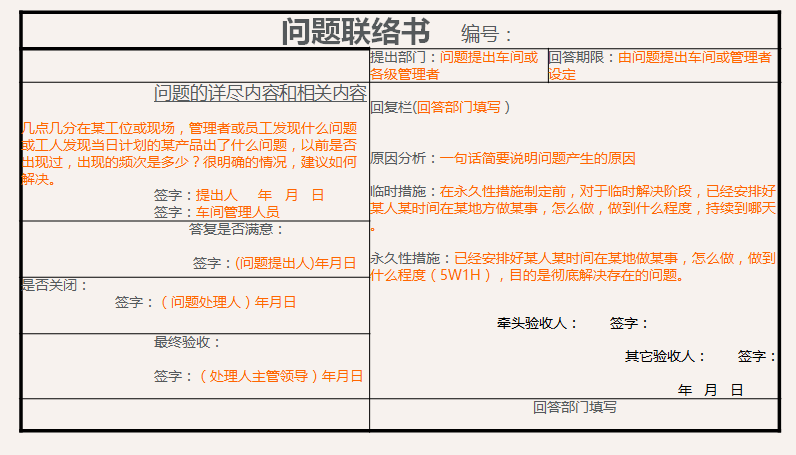 问题联络书 编号：
提出部门：问题提出车间或
各级管理者
回答期限：由问题提出车间或管理者
设定
问题的详尽内容和相关内容
几点几分在某工位或现场，管理者或员工发现什么问题
或工人发现当日计划的某产品出了什么问题，以前是否
出现过，出现的频次是多少？很明确的情况，建议如何
解决。
签字：提出人 年 月 日
签字：车间管理人员
答复是否满意：
签字：(问题提出人)年月日
是否关闭：
签字：（问题处理人）年月日
最终验收：
签字：（处理人主管领导）年月日
回复栏(回答部门填写）
原因分析：一句话简要说明问题产生的原因
临时措施：在永久性措施制定前，对于临时解决阶段，已经安排好
某人某时间在某地方做某事，怎么做，做到什么程度，持续到哪天
。
永久性措施：已经安排好某人某时间在某地做某事，怎么做，做到
什么程度（5W1H），目的是彻底解决存在的问题。
牵头验收人： 签字：
其它验收人： 签字：
年 月 日
回答部门填写